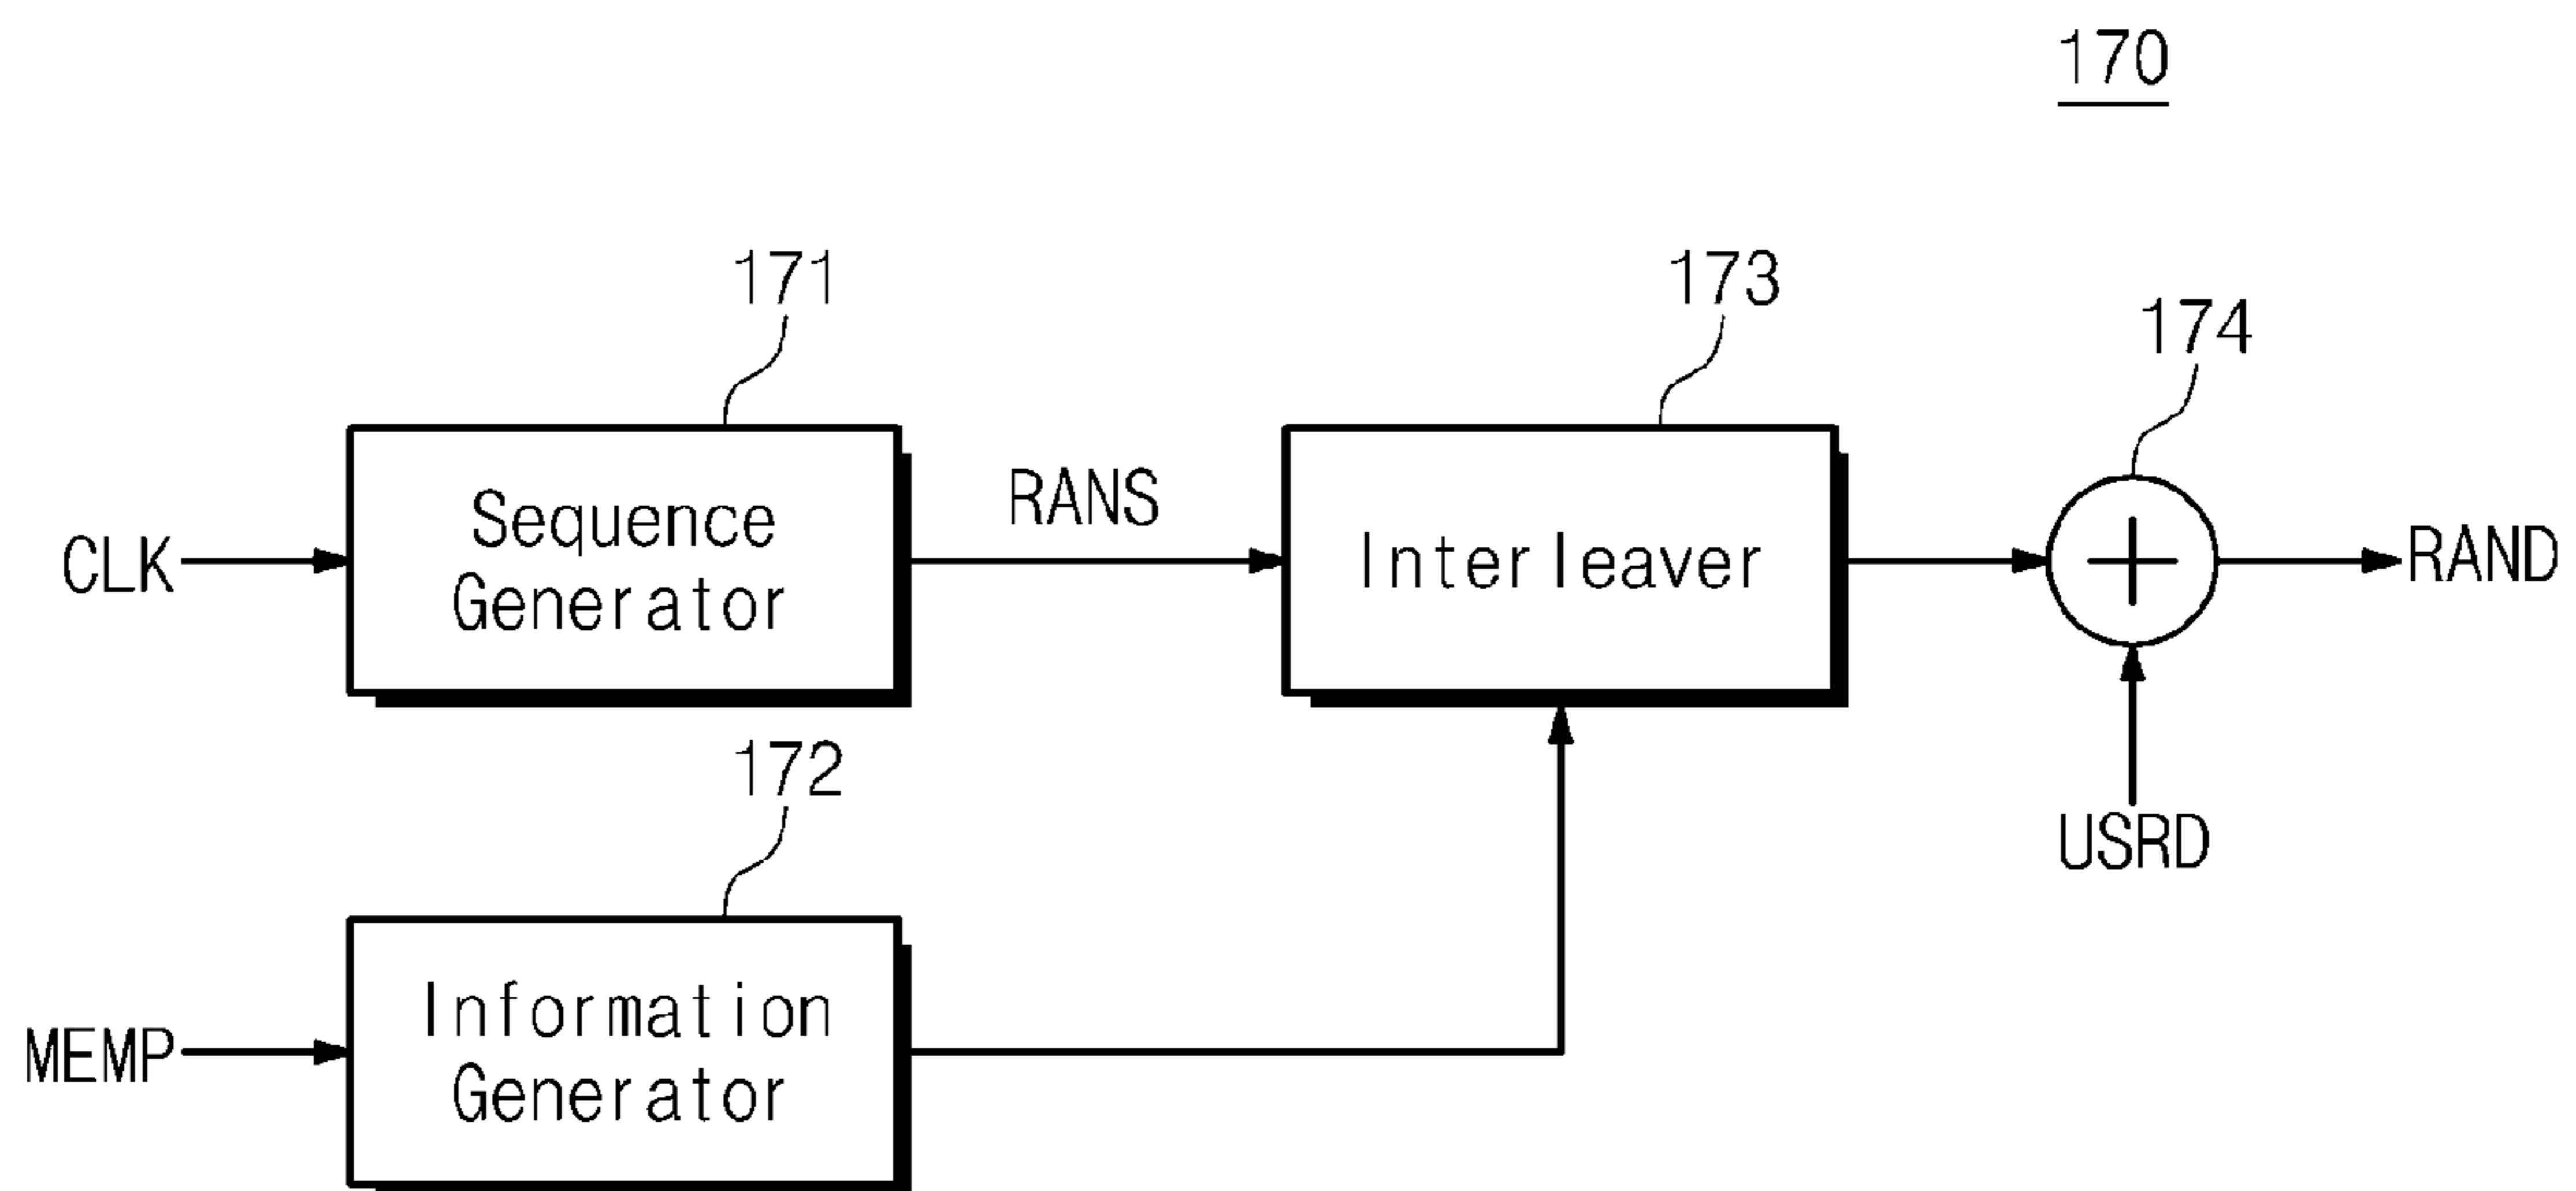 170
171
173
174
Sequence
Generator
RANS
Interleaver
CLK
RAND
172
USRD
Information
Generator
MEMP